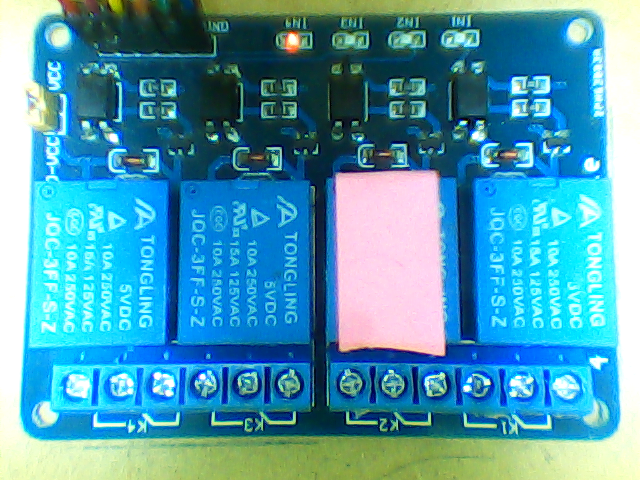 GND
IN4
IN3
IN2
IN1
VCC
D-VCC
TONGLING
5VDC
10A 250VAC
15A 125VAC
10A 250VAC
JQC-3FF-S-Z
TONGLING
5VDC
10A 250VAC
15A 125VAC
10A 250VAC
JQC-3FF-S-Z
TONGLING
5VDC
10A 250VAC
15A 125VAC
10A 250VAC
JQC-3FF-S-Z
K4
K3
K2
K1